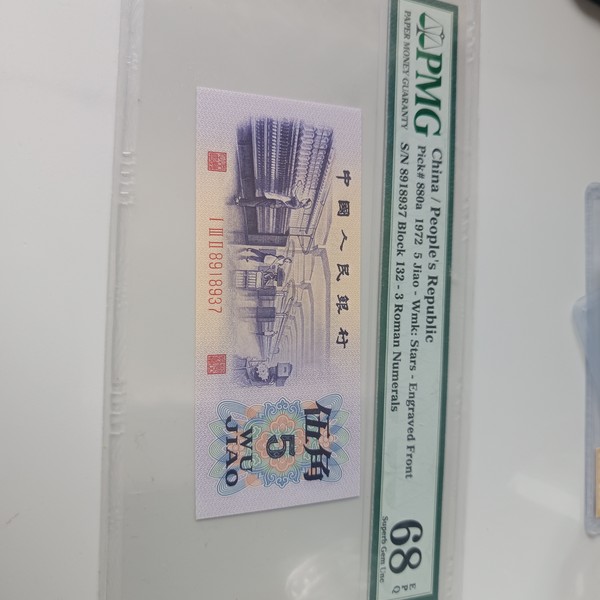 PMG
PAPER MONEY GUARANTY
China / People's Republic
Pick# 880a 1972 5 Jiao - Wmk: Stars - Engraved Front
S/N 8918937 Block 132 - 3 Roman Numerals
68
EPQ
Superb Gem Unc
中國人民銀行
I III II 8918937
伍角
5
WU
JIAO